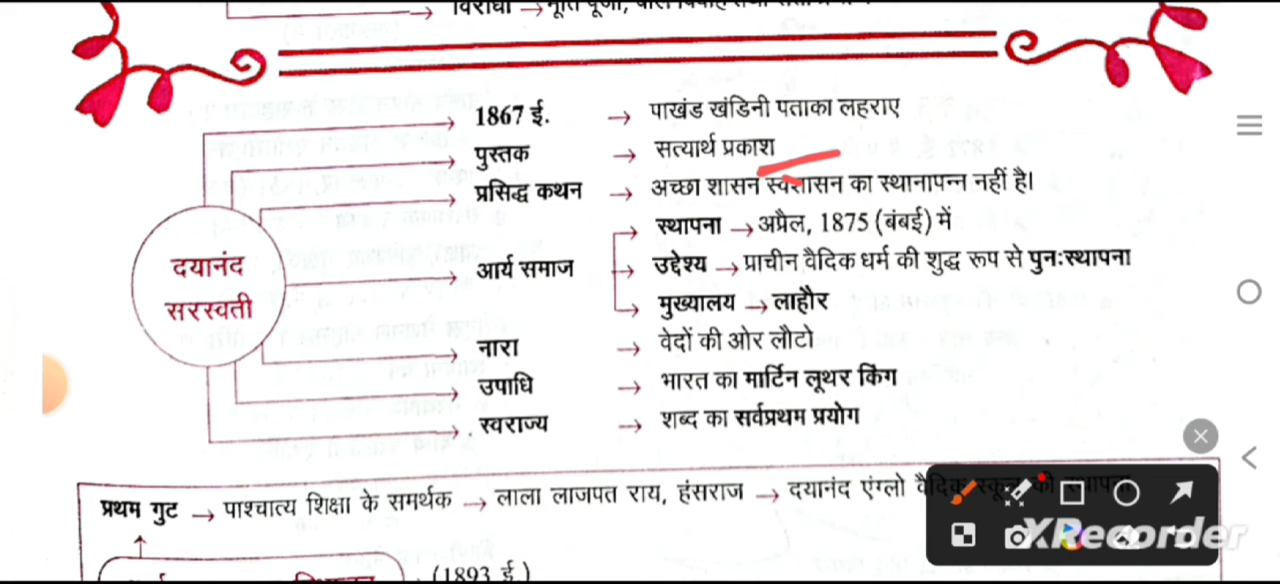 विरोधी → मूर्ति पूजा, बाल विवाह
1867 ई. → पाखंड खंडिनी पताका लहराए
पुस्तक → सत्यार्थ प्रकाश
प्रसिद्ध कथन → अच्छा शासन स्वशासन का स्थानापन्न नहीं है।
दयानंद सरस्वती
आर्य समाज
स्थापना → अप्रैल, 1875 (बंबई) में
उद्देश्य → प्राचीन वैदिक धर्म की शुद्ध रूप से पुनःस्थापना
मुख्यालय → लाहौर
नारा → वेदों की ओर लौटो
उपाधि → भारत का मार्टिन लूथर किंग
स्वराज्य → शब्द का सर्वप्रथम प्रयोग
प्रथम गुट → पाश्चात्य शिक्षा के समर्थक → लाला लाजपत राय, हंसराज → दयानंद एंग्लो वैदिक स्कूल की स्थापना
(1893 ई.)
XRecorder